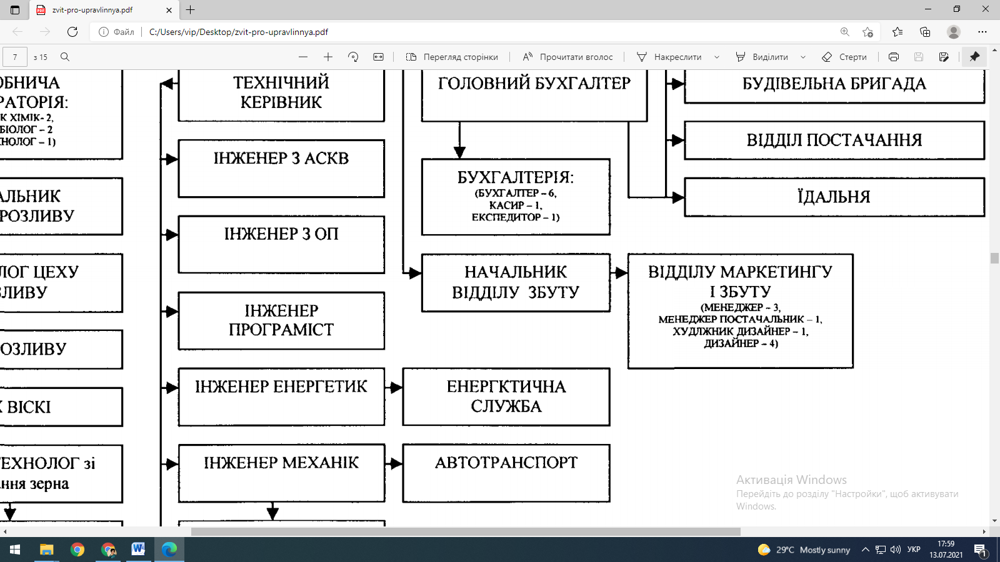 zvit-pro-upravlinnya.pdf
Файл
C:/Users/vip/Desktop/zvit-pro-upravlinnya.pdf
7
з 15
Перегляд сторінки
Прочитати вголос
Накреслити
Виділити
Стерти
ОБНИЧА
РАТОРІЯ:
К ХІМІК- 2,
БІОЛОГ – 2
НОЛОГ – 1)
АЛЬНИК
РОЗЛИВУ
ЛОГ ЦЕХУ
ЗЛИВУ
ОЗЛИВУ
К ВІСКІ
ТЕХНОЛОГ зі
ння зерна
ТЕХНІЧНИЙ
КЕРІВНИК
ІНЖЕНЕР З АСКВ
ІНЖЕНЕР З ОП
ІНЖЕНЕР
ПРОГРАМІСТ
ІНЖЕНЕР ЕНЕРГЕТИК
ІНЖЕНЕР МЕХАНІК
ГОЛОВНИЙ БУХГАЛТЕР
БУХГАЛТЕРІЯ:
(БУХГАЛТЕР – 6,
КАСИР – 1,
ЕКСПЕДИТОР – 1)
НАЧАЛЬНИК
ВІДДІЛУ ЗБУТУ
ЕНЕРГКТИЧНА
СЛУЖБА
АВТОТРАНСПОРТ
БУДІВЕЛЬНА БРИГАДА
ВІДДІЛ ПОСТАЧАННЯ
ЇДАЛЬНЯ
ВІДДІЛУ МАРКЕТИНГУ
І ЗБУТУ
(МЕНЕДЖЕР – 3,
МЕНЕДЖЕР ПОСТАЧАЛЬНИК – 1,
ХУДЛЖНИК ДИЗАЙНЕР – 1,
ДИЗАЙНЕР – 4)
Активація Windows
Перейдіть до розділу "Настройки", щоб активувати
Windows.
29°C Mostly sunny
УКР
17:59
13.07.2021
1